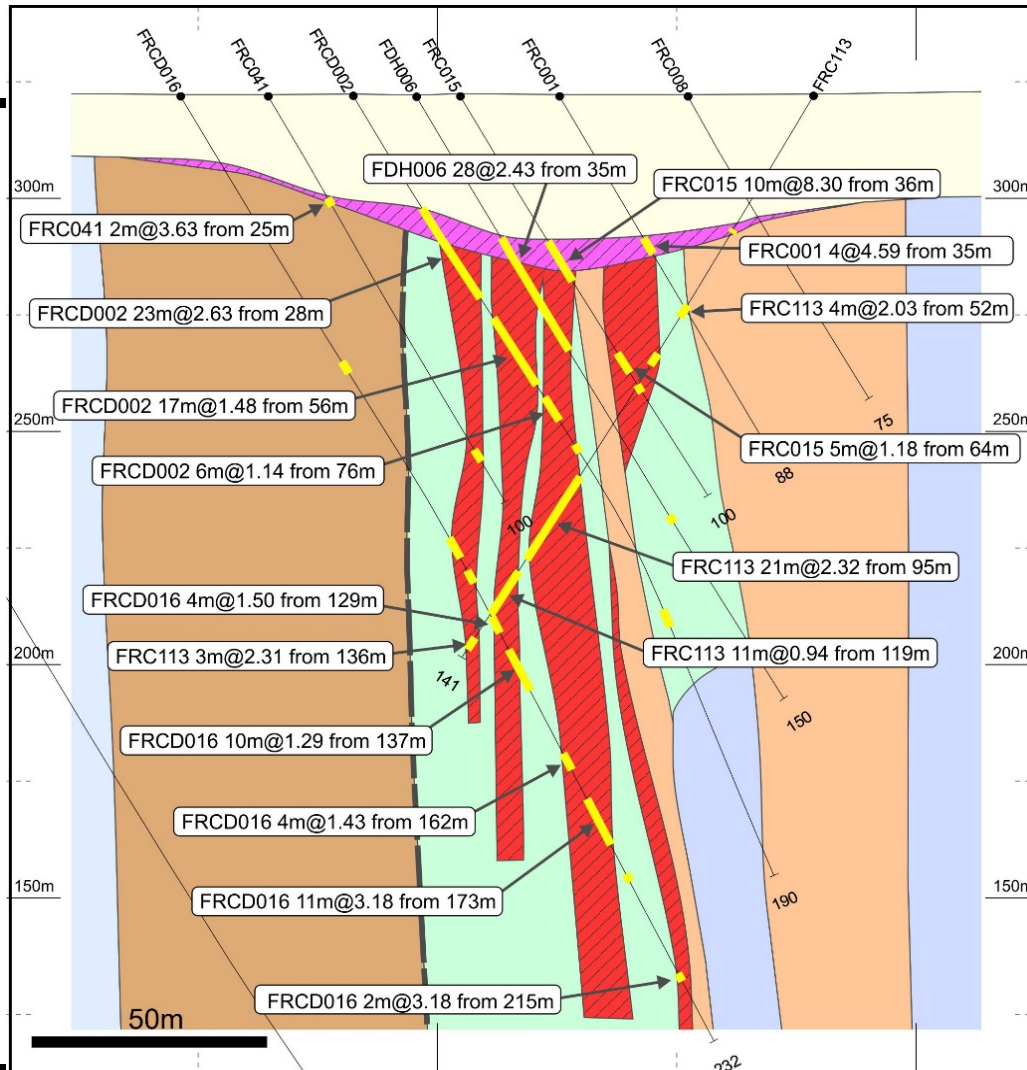 FRCD016
FRC041
FRCD002
FDH006
FRC015
FRC001
FRC008
FRC113
FDH006 28@2.43 from 35m
FRC015 10m@8.30 from 36m
300m
300m
FRC041 2m@3.63 from 25m
FRC001 4@4.59 from 35m
FRCD002 23m@2.63 from 28m
FRC113 4m@2.03 from 52m
FRCD002 17m@1.48 from 56m
75
250m
250m
FRC015 5m@1.18 from 64m
FRCD002 6m@1.14 from 76m
88
100
100
FRC113 21m@2.32 from 95m
FRCD016 4m@1.50 from 129m
FRC113 3m@2.31 from 136m
FRC113 11m@0.94 from 119m
200m
200m
141
150
FRCD016 10m@1.29 from 137m
FRCD016 4m@1.43 from 162m
FRCD016 11m@3.18 from 173m
150m
150m
190
FRCD016 2m@3.18 from 215m
50m
232